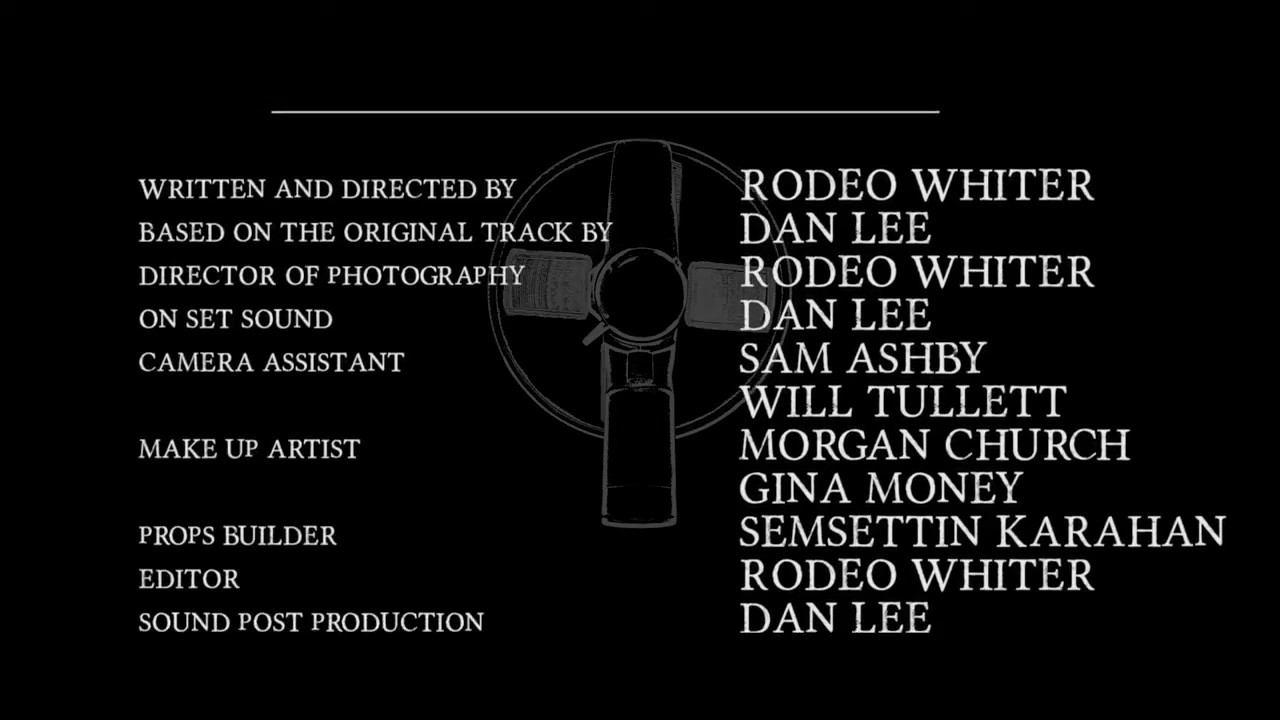 WRITTEN AND DIRECTED BY RODEO WHITER
BASED ON THE ORIGINAL TRACK BY DAN LEE
DIRECTOR OF PHOTOGRAPHY RODEO WHITER
ON SET SOUND DAN LEE
CAMERA ASSISTANT SAM ASHBY
WILL TULLETT
MAKE UP ARTIST MORGAN CHURCH
GINA MONEY
PROPS BUILDER SEMSETTIN KARAHAN
EDITOR RODEO WHITER
SOUND POST PRODUCTION DAN LEE